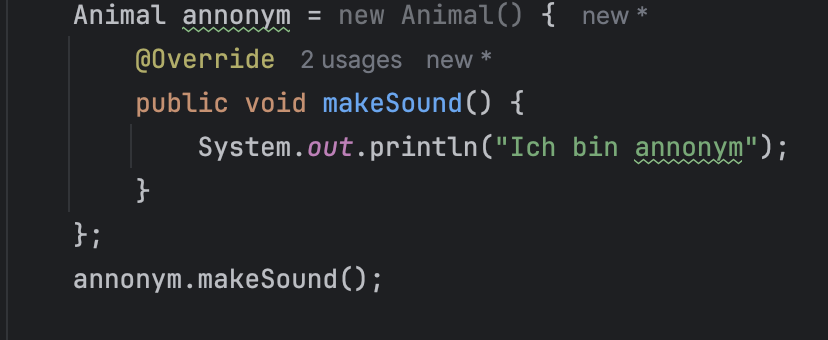 Animal annonym = new Animal() { new *
@Override 2 usages new *
public void makeSound() {
System.out.println("Ich bin annonym");
}
};
annonym.makeSound();